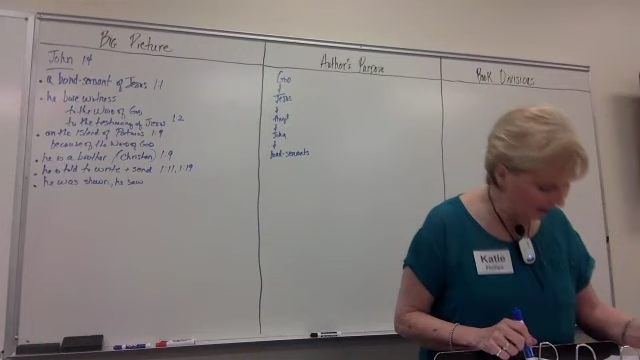 Big Picture
John 1:4
• a bond-servant of Jesus 1:1
• he bore witness
to the Word of God
to the testimony of Jesus 1:2
• on the Island of Patmos 1:9
because of the Word of God
• he is a brother (Christian) 1:9
• he is told to write + send 1:11, 1:19
• he was shown, he saw
Author's Purpose
God
Jesus
Angel
John
bond-servants
Book Divisions
Katie